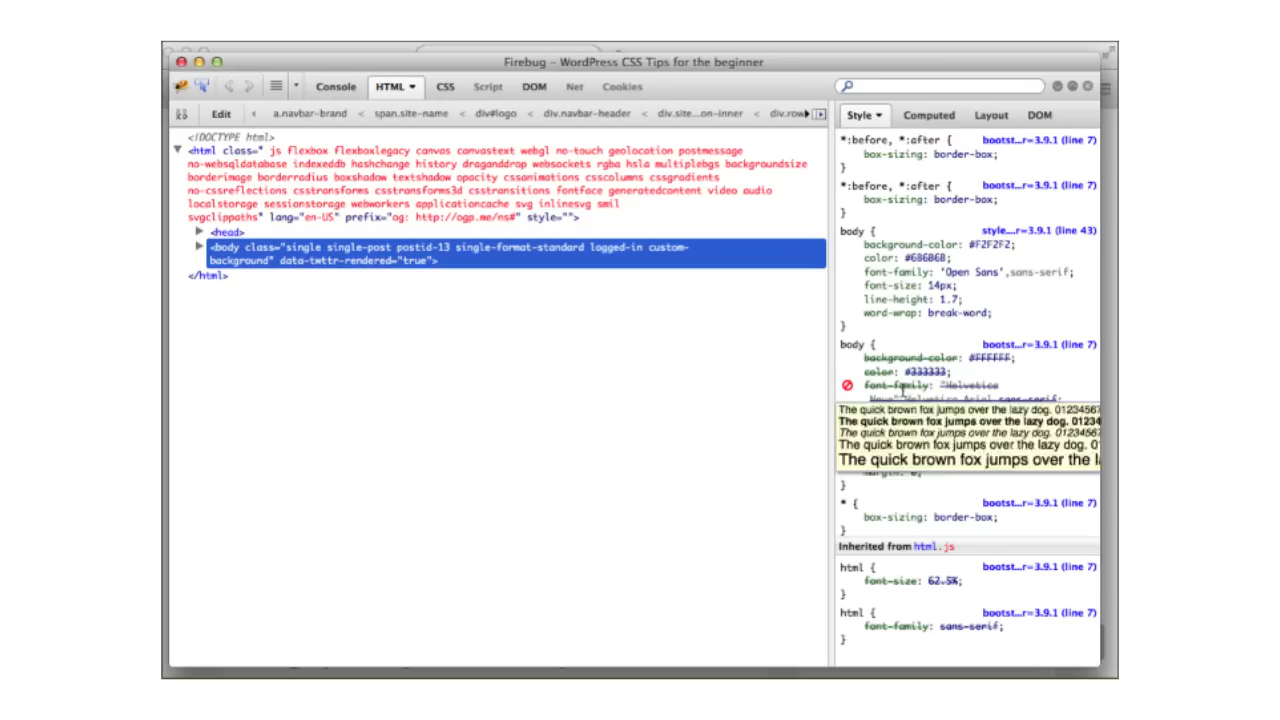 Firebug – WordPress CSS Tips for the beginner
Console HTML CSS Script DOM Net Cookies
Edit a.navbar-brand < span.site-name < div#logo < div.navbar-header < div.site...on-inner < div.row
<!DOCTYPE html>
<html class=" js flexbox flexboxlegacy canvas canvastext webgl no-touch geolocation postmessage
no-websqldatabase indexeddb hashchange history draganddrop websockets rgba hsla multiplebgs backgroundsize
borderimage borderradius boxshadow textshadow opacity cssanimations csscolumns cssgradients
no-cssreflections csstransforms csstransforms3d csstransitions fontface generatedcontent video audio
localstorage sessionstorage webworkers applicationcache svg inlinesvg smil
svgclippaths" lang="en-US" prefix="og: http://ogp.me/ns#" style="">
<head>
<body class="single single-post postid-13 single-format-standard logged-in custom-
background" data-twttr-rendered="true">
</html>
Style Computed Layout DOM
*:before, *:after { bootst...r=3.9.1 (line 7)
box-sizing: border-box;
}
*:before, *:after { bootst...r=3.9.1 (line 7)
box-sizing: border-box;
}
body { style....r=3.9.1 (line 43)
background-color: #F2F2F2;
color: #6B6B6B;
font-family: 'Open Sans',sans-serif;
font-size: 14px;
line-height: 1.7;
word-wrap: break-word;
}
body { bootst...r=3.9.1 (line 7)
background-color: #FFFFFF;
color: #333333;
font-family: "Helvetica
Neue",Helvetica,Arial,sans-serif;
The quick brown fox jumps over the lazy dog. 01234567
The quick brown fox jumps over the lazy dog. 01234
The quick brown fox jumps over the lazy dog. 01234567
The quick brown fox jumps over the lazy dog. 0
The quick brown fox jumps over the l
}
* { bootst...r=3.9.1 (line 7)
box-sizing: border-box;
}
Inherited from html.js
html { bootst...r=3.9.1 (line 7)
font-size: 62.5%;
}
html { bootst...r=3.9.1 (line 7)
font-family: sans-serif;
}